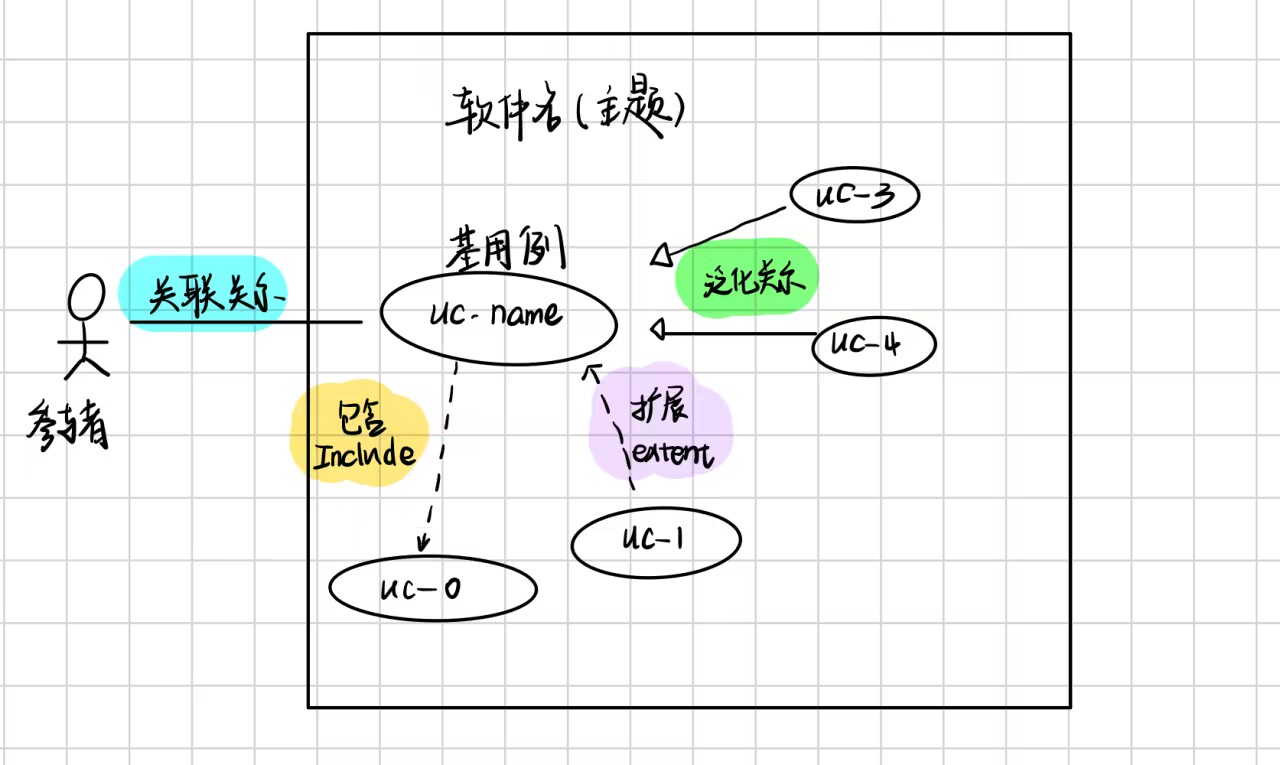 软件名(主题)
uc-3
基用例
泛化关系
关联关系
uc-name
uc-4
参与者
包含
Include
扩展
extent
uc-1
uc-0